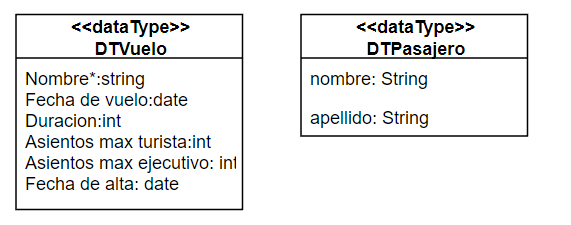 <<dataType>>
DTVuelo
Nombre*:string
Fecha de vuelo:date
Duracion:int
Asientos max turista:int
Asientos max ejecutivo: int
Fecha de alta: date
<<dataType>>
DTPasajero
nombre: String
apellido: String